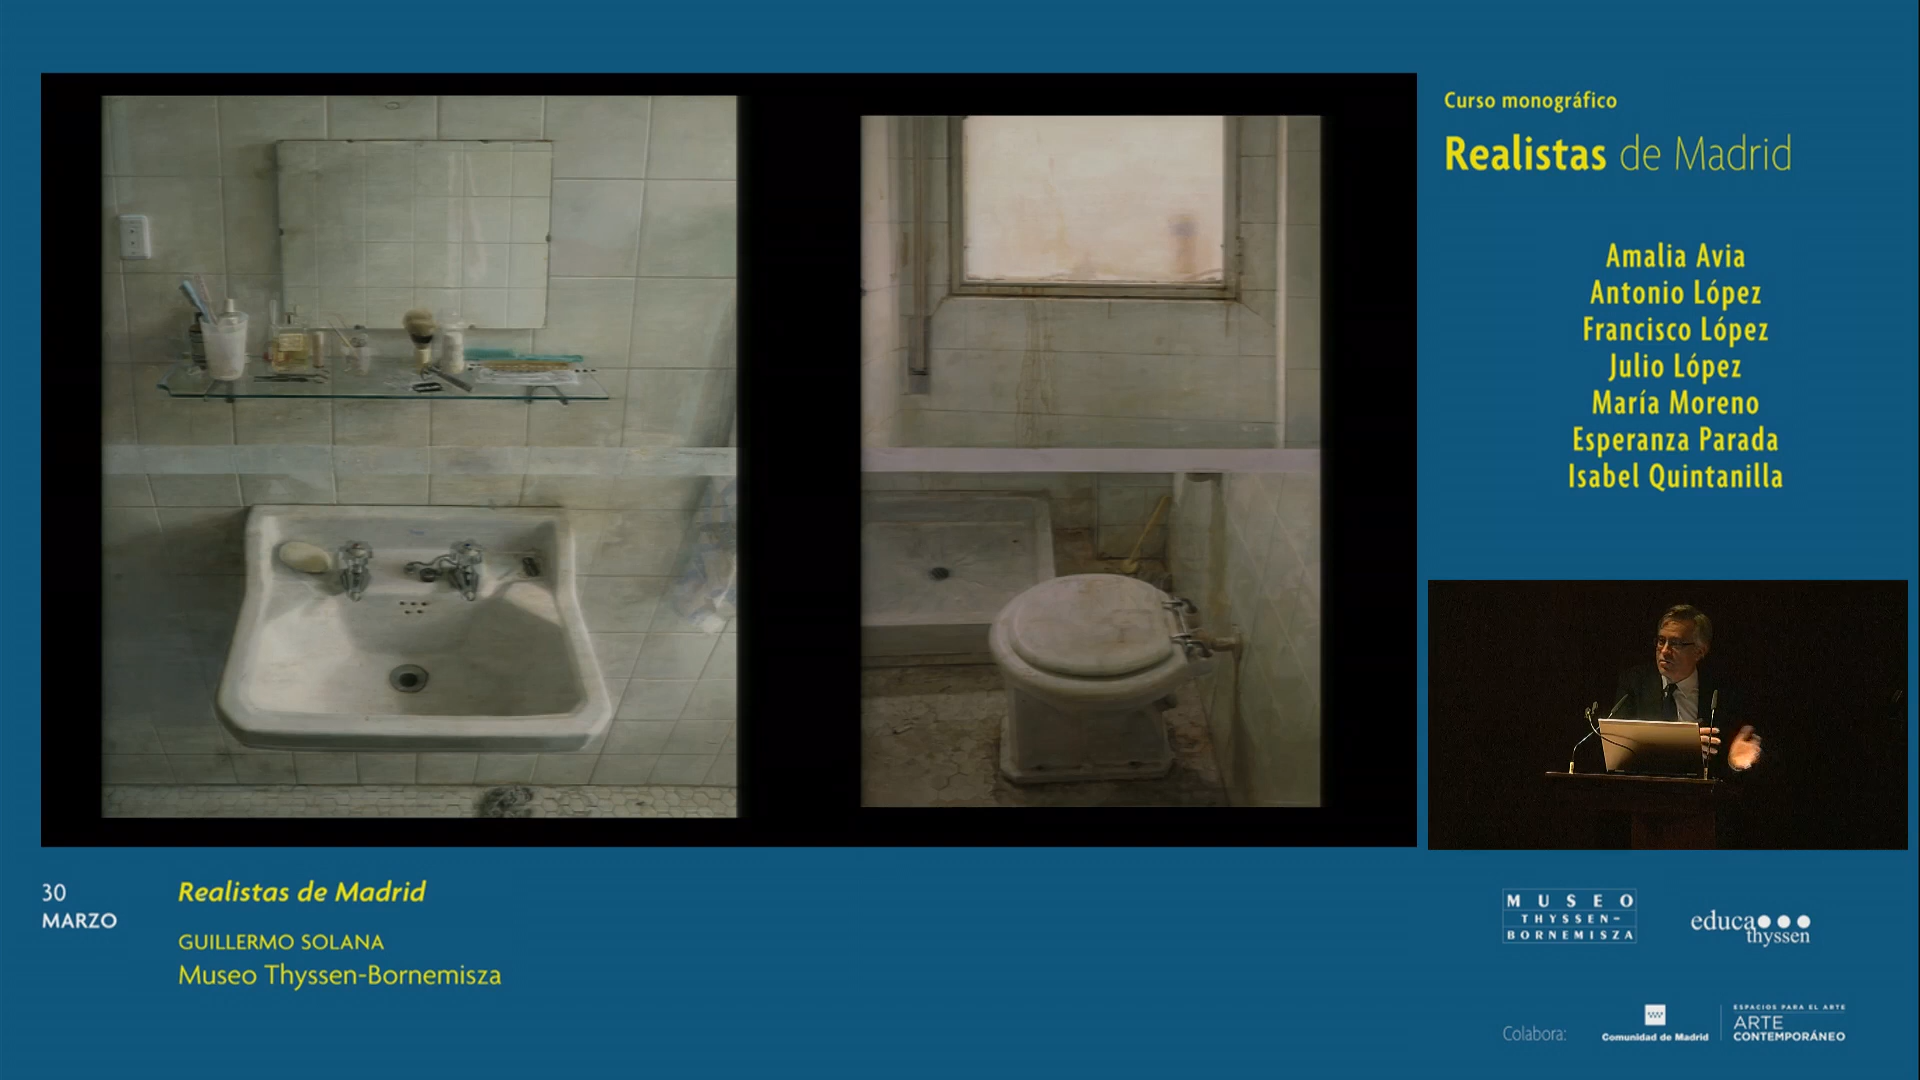 Curso monográfico
Realistas de Madrid
Amalia Avia
Antonio López
Francisco López
Julio López
María Moreno
Esperanza Parada
Isabel Quintanilla
30
MARZO
Realistas de Madrid
GUILLERMO SOLANA
Museo Thyssen-Bornemisza
MUSEO
THYSSEN-
BORNEMISZA
educa
thyssen
Colabora:
Comunidad de Madrid
ESPACIOS PARA EL ARTE
ARTE
CONTEMPORÁNEO